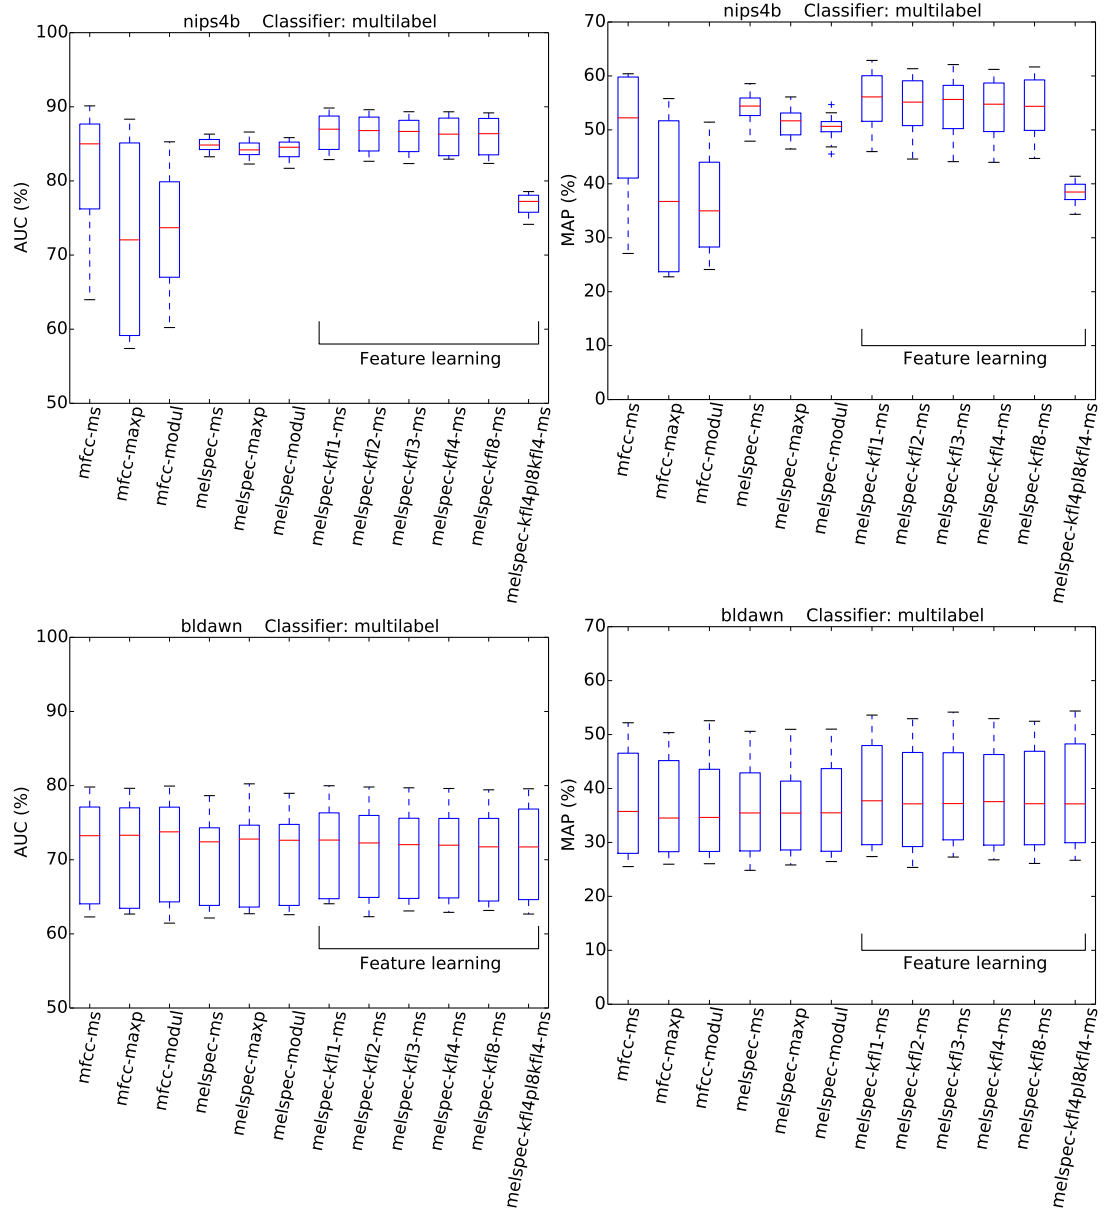 nips4b Classifier: multilabel
AUC (%)
100
90
80
70
60
50
Feature learning
mfcc-ms
mfcc-maxp
mfcc-modul
melspec-ms
melspec-maxp
melspec-modul
melspec-kfl1-ms
melspec-kfl2-ms
melspec-kfl3-ms
melspec-kfl4-ms
melspec-kfl8-ms
melspec-kfl4pl8kfl4-ms
nips4b Classifier: multilabel
MAP (%)
70
60
50
40
30
20
10
0
Feature learning
mfcc-ms
mfcc-maxp
mfcc-modul
melspec-ms
melspec-maxp
melspec-modul
melspec-kfl1-ms
melspec-kfl2-ms
melspec-kfl3-ms
melspec-kfl4-ms
melspec-kfl8-ms
melspec-kfl4pl8kfl4-ms
bldawn Classifier: multilabel
AUC (%)
100
90
80
70
60
50
Feature learning
mfcc-ms
mfcc-maxp
mfcc-modul
melspec-ms
melspec-maxp
melspec-modul
melspec-kfl1-ms
melspec-kfl2-ms
melspec-kfl3-ms
melspec-kfl4-ms
melspec-kfl8-ms
melspec-kfl4pl8kfl4-ms
bldawn Classifier: multilabel
MAP (%)
70
60
50
40
30
20
10
0
Feature learning
mfcc-ms
mfcc-maxp
mfcc-modul
melspec-ms
melspec-maxp
melspec-modul
melspec-kfl1-ms
melspec-kfl2-ms
melspec-kfl3-ms
melspec-kfl4-ms
melspec-kfl8-ms
melspec-kfl4pl8kfl4-ms